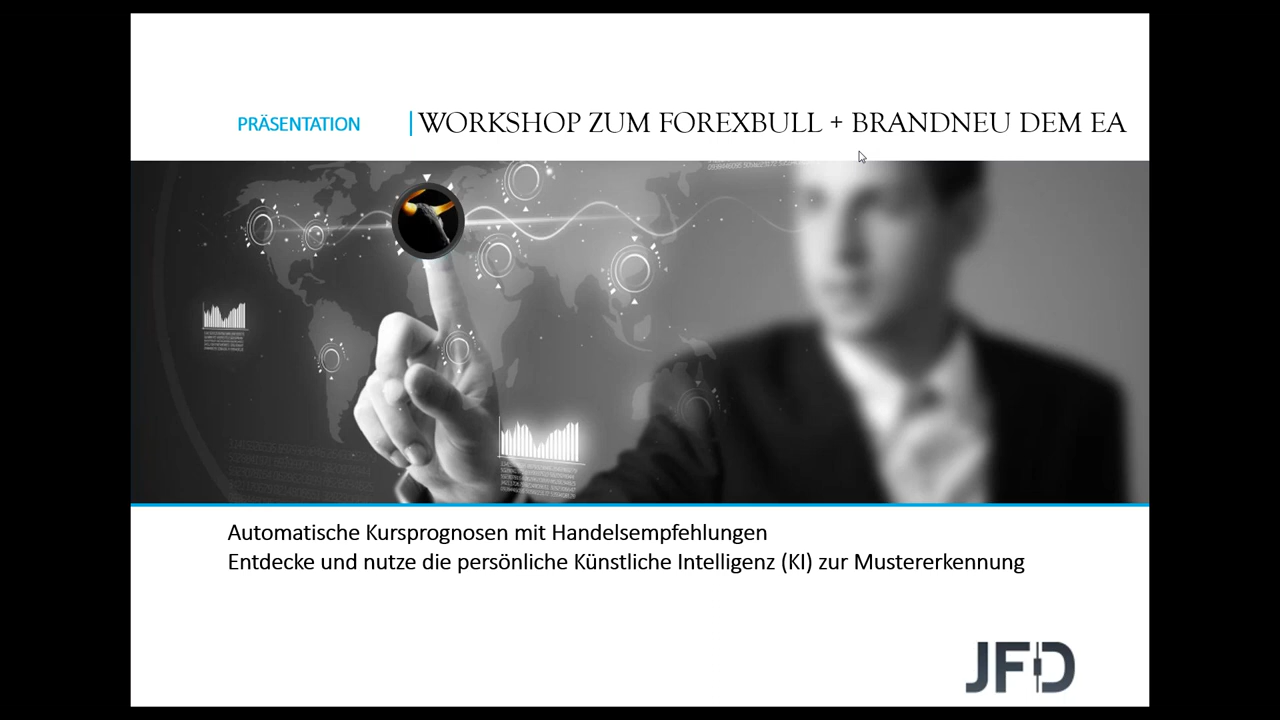 PRÄSENTATION
WORKSHOP ZUM FOREXBULL + BRANDNEU DEM EA
Automatische Kursprognosen mit Handelsempfehlungen
Entdecke und nutze die persönliche Künstliche Intelligenz (KI) zur Mustererkennung
JFD